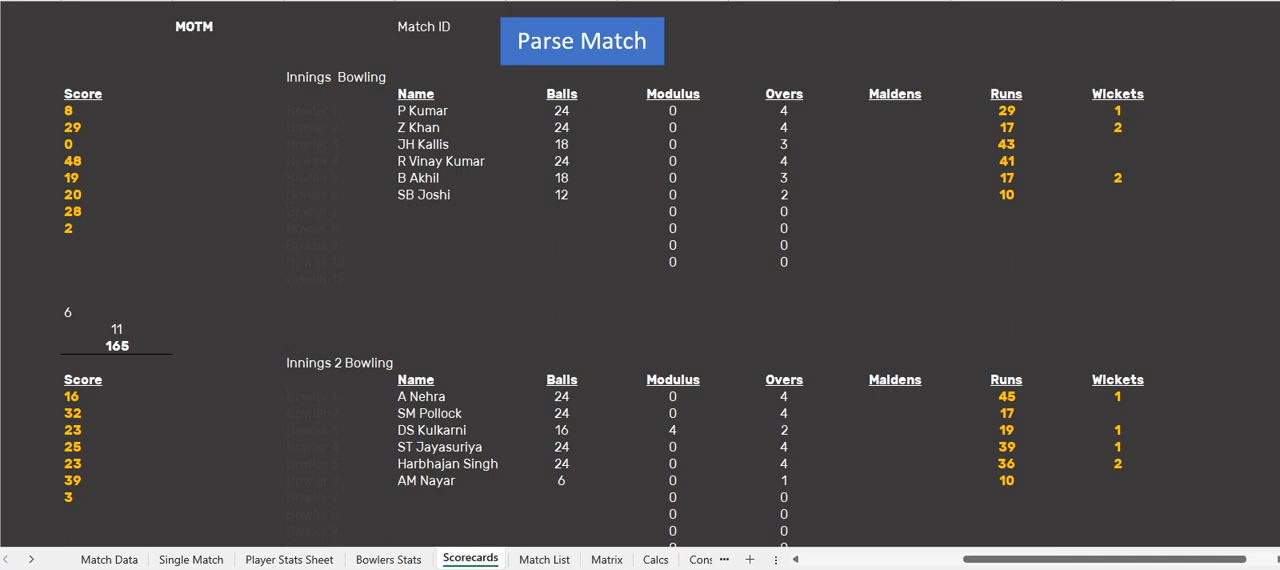 MOTM Match ID Parse Match
Innings Bowling
Score Name Balls Modulus Overs Maidens Runs Wickets
8 P Kumar 24 0 4 29 1
29 Z Khan 24 0 4 17 2
0 JH Kallis 18 0 3 43
48 R Vinay Kumar 24 0 4 41
19 B Akhil 18 0 3 17 2
20 SB Joshi 12 0 2 10
28 0 0
2 0 0
0 0
0 0
6
11
165
Innings 2 Bowling
Score Name Balls Modulus Overs Maidens Runs Wickets
16 A Nehra 24 0 4 45 1
32 SM Pollock 24 0 4 17
23 DS Kulkarni 16 4 2 19 1
25 ST Jayasuriya 24 0 4 39 1
23 Harbhajan Singh 24 0 4 36 2
39 AM Nayar 6 0 1 10
3 0 0
0 0
0 0
Match Data Single Match Player Stats Sheet Bowlers Stats Scorecards Match List Matrix Calcs Cons ...